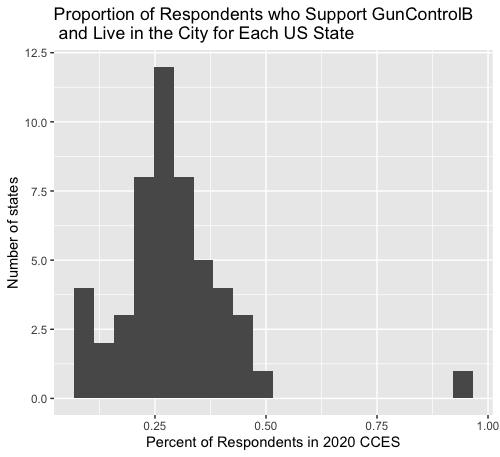 Proportion of Respondents who Support GunControlB
and Live in the City for Each US State
12.5
10.0
7.5
5.0
2.5
0.0
Number of states
0.25
0.50
0.75
1.00
Percent of Respondents in 2020 CCES